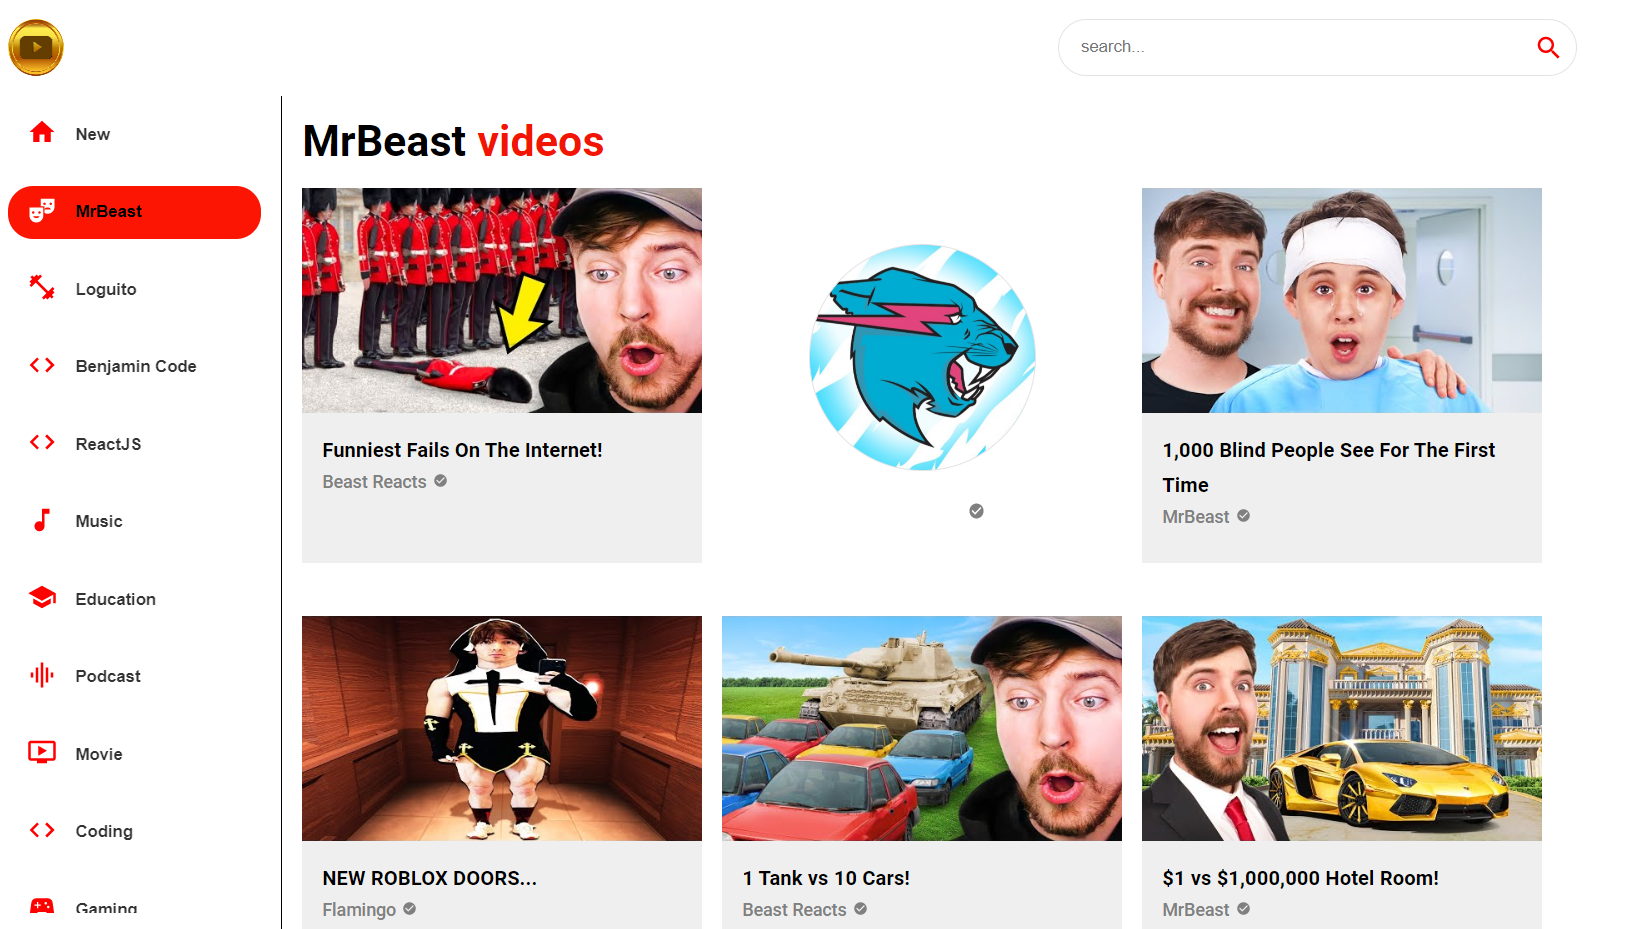 search...
New
MrBeast
Loguito
Benjamin Code
ReactJS
Music
Education
Podcast
Movie
Coding
Gaming
MrBeast videos
Funniest Fails On The Internet!
Beast Reacts
1,000 Blind People See For The First
Time
MrBeast
NEW ROBLOX DOORS...
Flamingo
1 Tank vs 10 Cars!
Beast Reacts
$1 vs $1,000,000 Hotel Room!
MrBeast